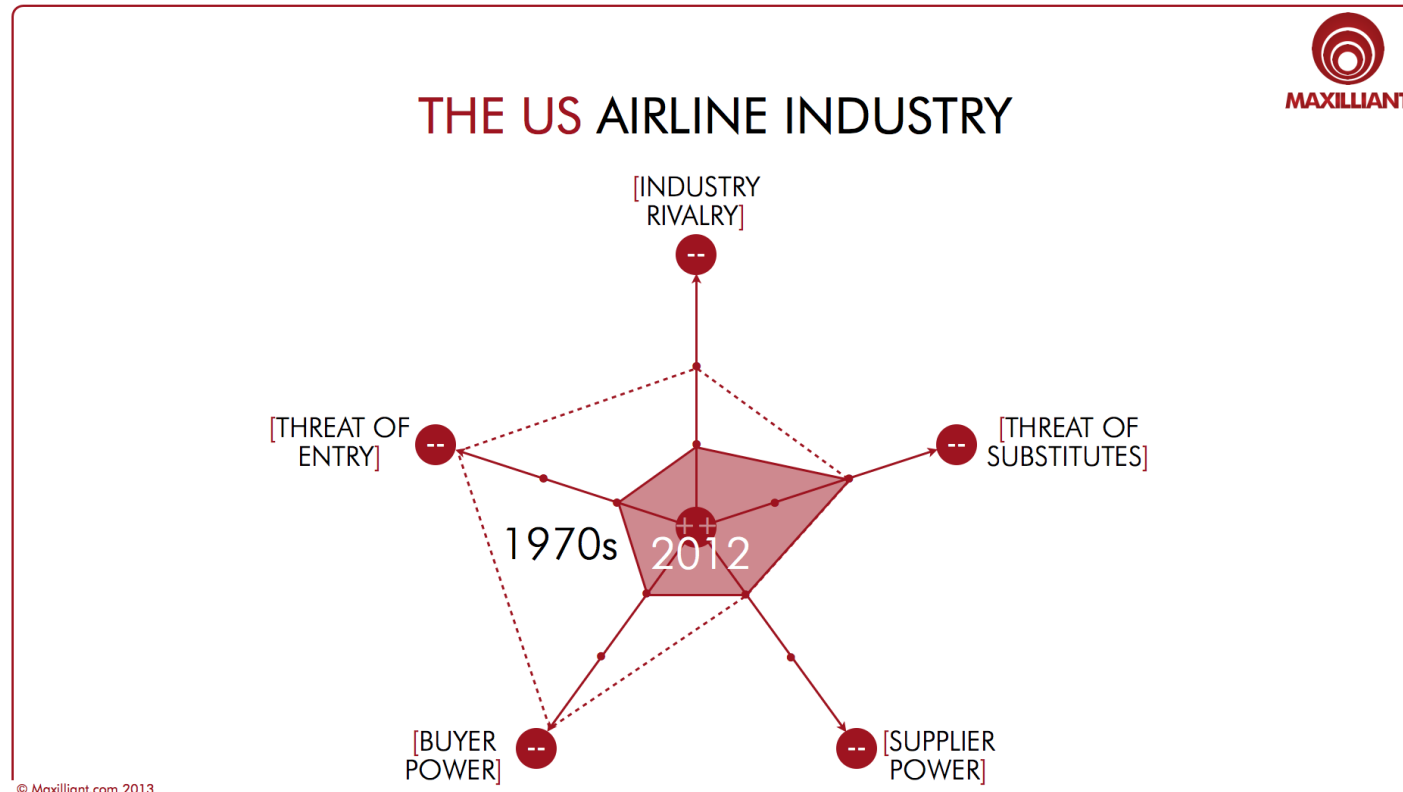 MAXILLIANT
THE US AIRLINE INDUSTRY
[INDUSTRY
RIVALRY]
--
[THREAT OF
ENTRY]
--
--
[THREAT OF
SUBSTITUTES]
++
1970s
2012
[BUYER
POWER]
--
--
[SUPPLIER
POWER]
© Maxilliant.com 2013